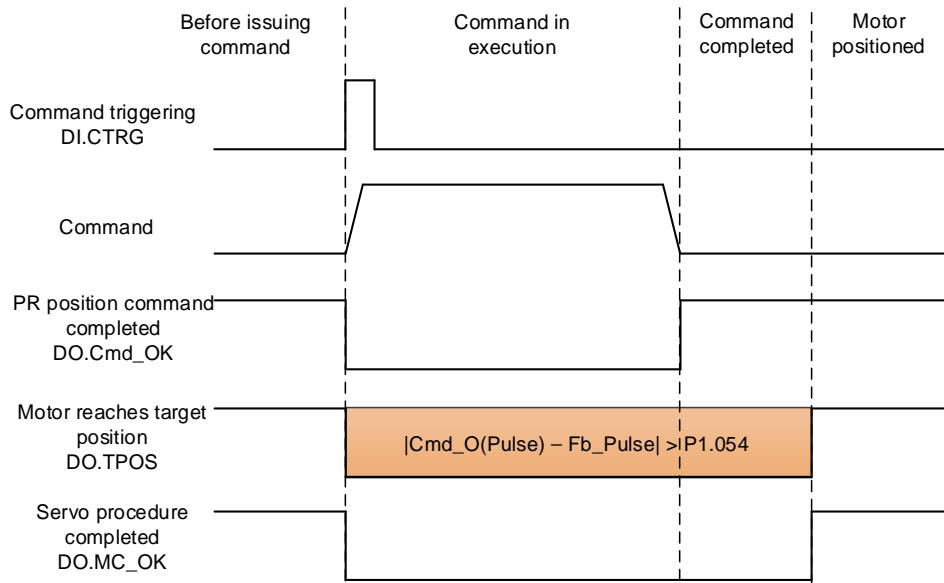 Before issuing
command
Command in
execution
Command
completed
Motor
positioned
Command triggering
DI.CTRG
Command
PR position command
completed
DO.Cmd_OK
Motor reaches target
position
DO.TPOS
|Cmd_O(Pulse) – Fb_Pulse| > P1.054
Servo procedure
completed
DO.MC_OK